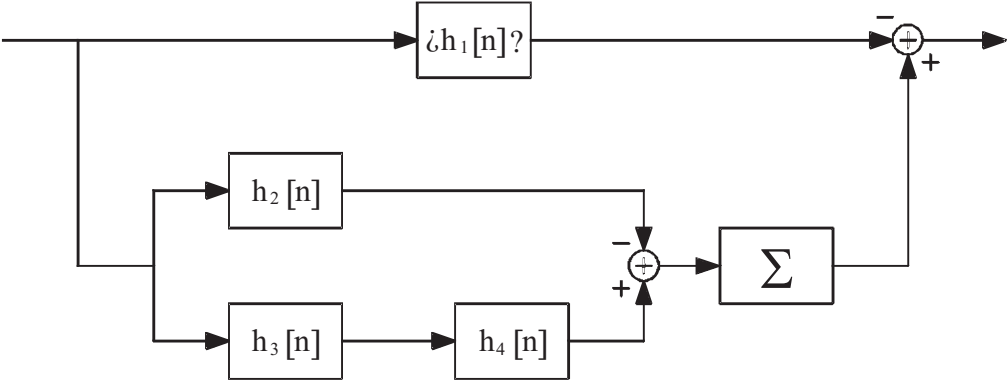 −
¿h₁[n]?
+
h₂[n]
−
+
Σ
h₃[n]
h₄[n]